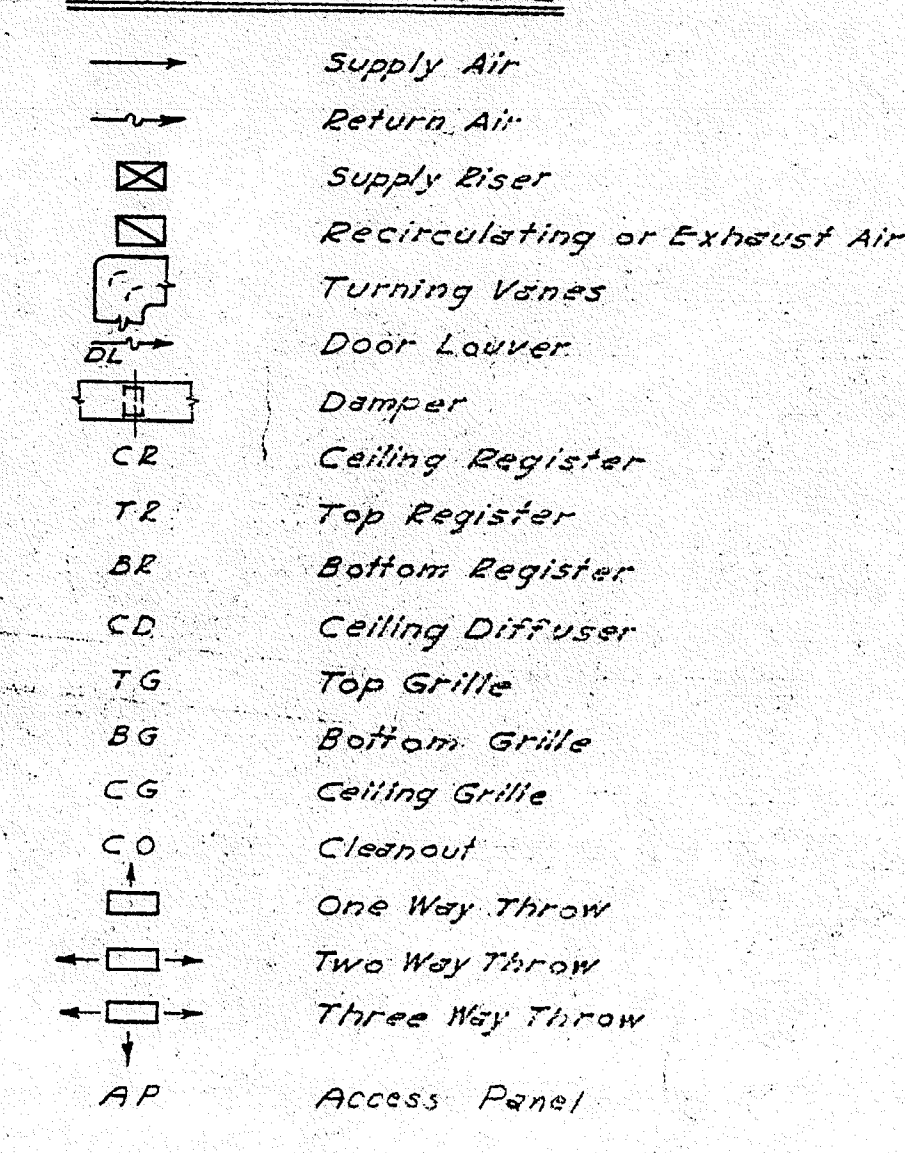 Supply Air
Return Air
Supply Riser
Recirculating or Exhaust Air
Turning Vanes
DL Door Louver
Damper
CR Ceiling Register
TR Top Register
BR Bottom Register
CD Ceiling Diffuser
TG Top Grille
BG Bottom Grille
CG Ceiling Grille
CO Cleanout
One Way Throw
Two Way Throw
Three Way Throw
AP Access Panel